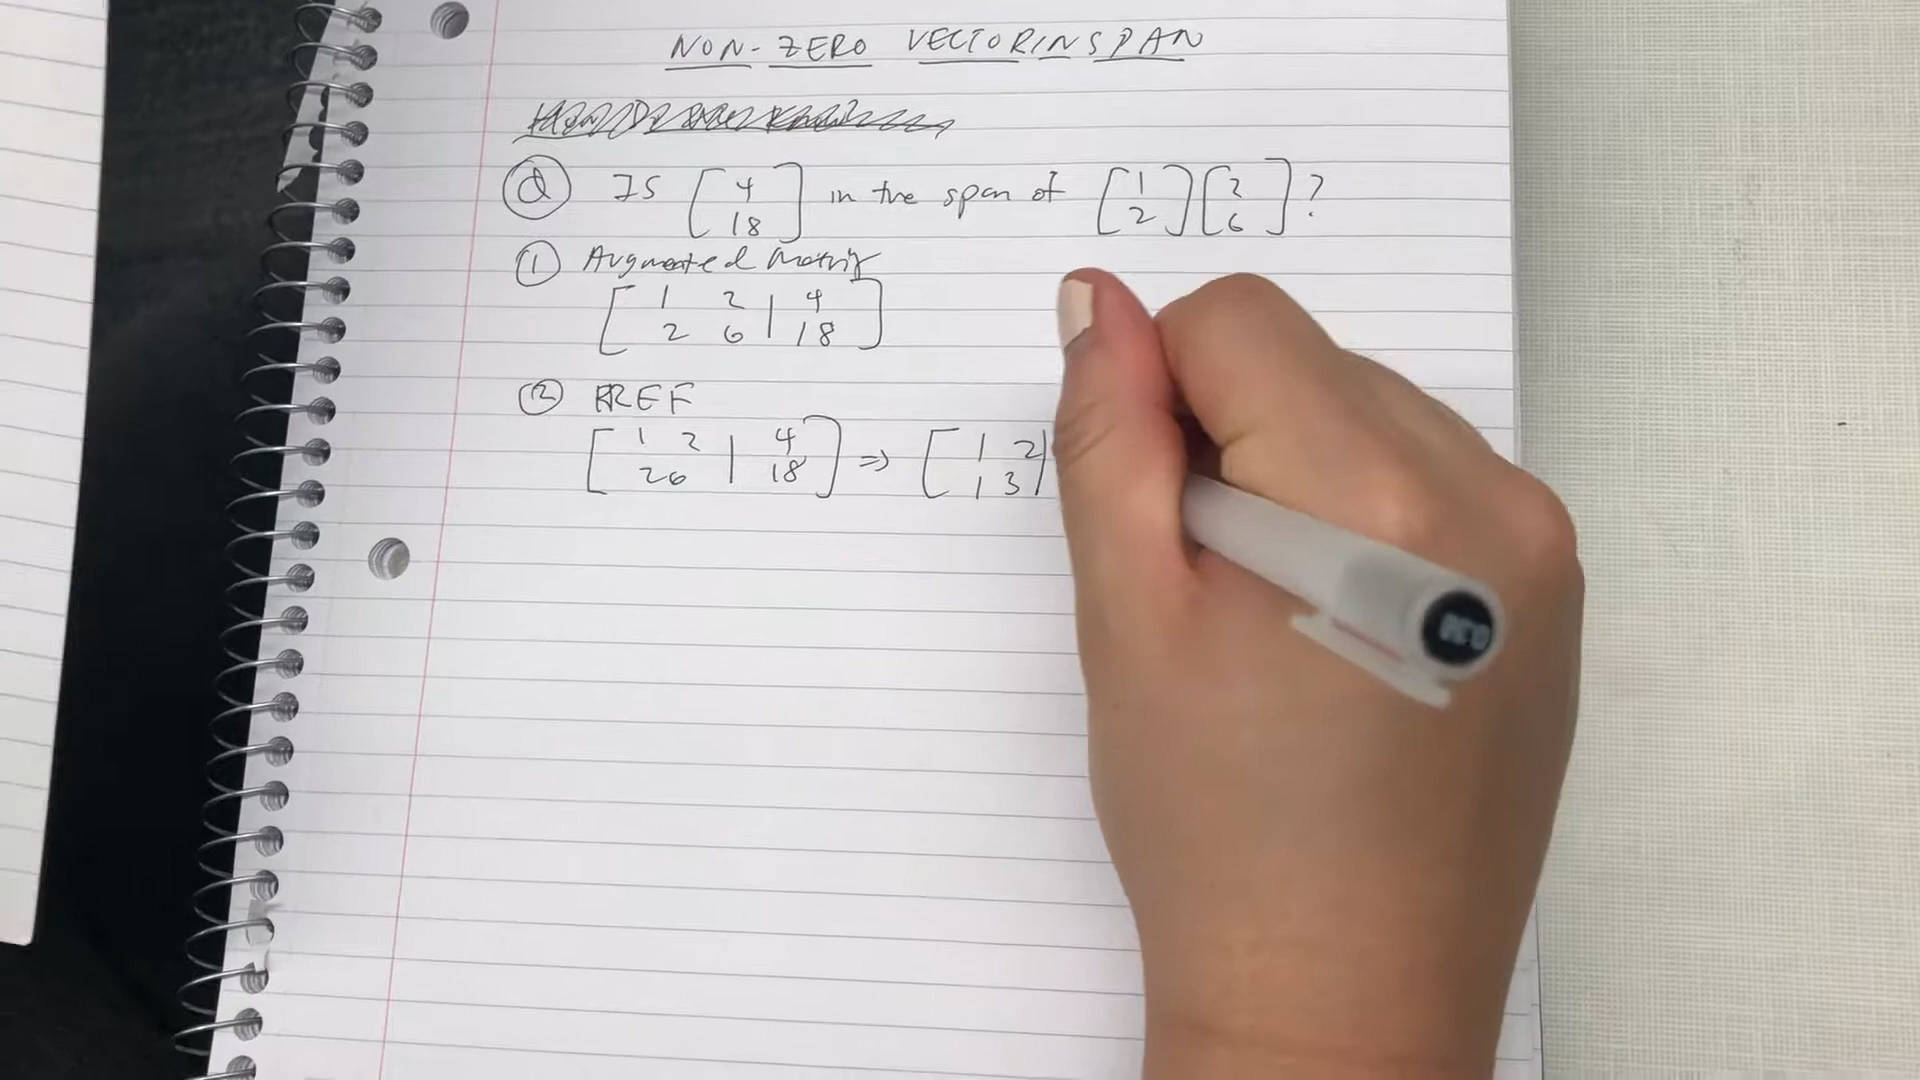 NON-ZERO VECTOR IN SPAN
a IS [4 18] in the span of [1 2] [2 6]?
1 Augmented Matrix
[1 2 | 4
2 6 | 18]
2 RREF
[1 2 | 4
2 6 | 18] ⇒ [1 2 |
1 3 |